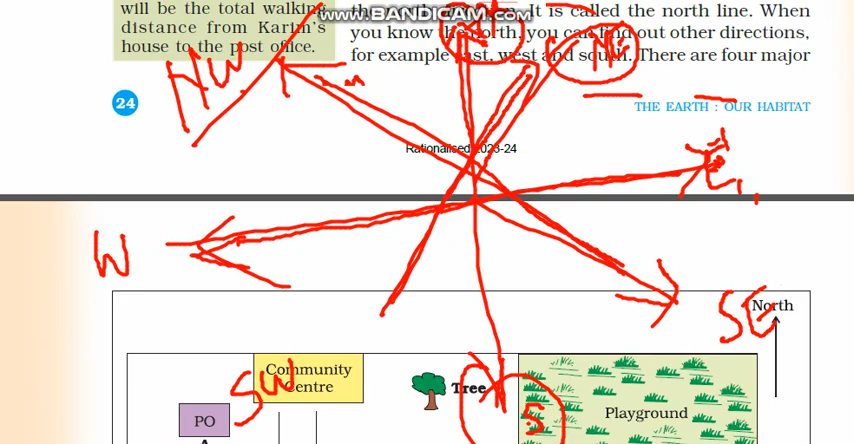 will be the total walking
distance from Karim's
house to the post office.
www.BANDICAM.com
the north line. It is called the north line. When
you know the north, you can find out other directions,
for example east, west and south. There are four major
24
THE EARTH : OUR HABITAT
Rationalised 2023-24
NW
N
NE
E
W
SE
SW
S
North
Community
Centre
Tree
PO
Playground